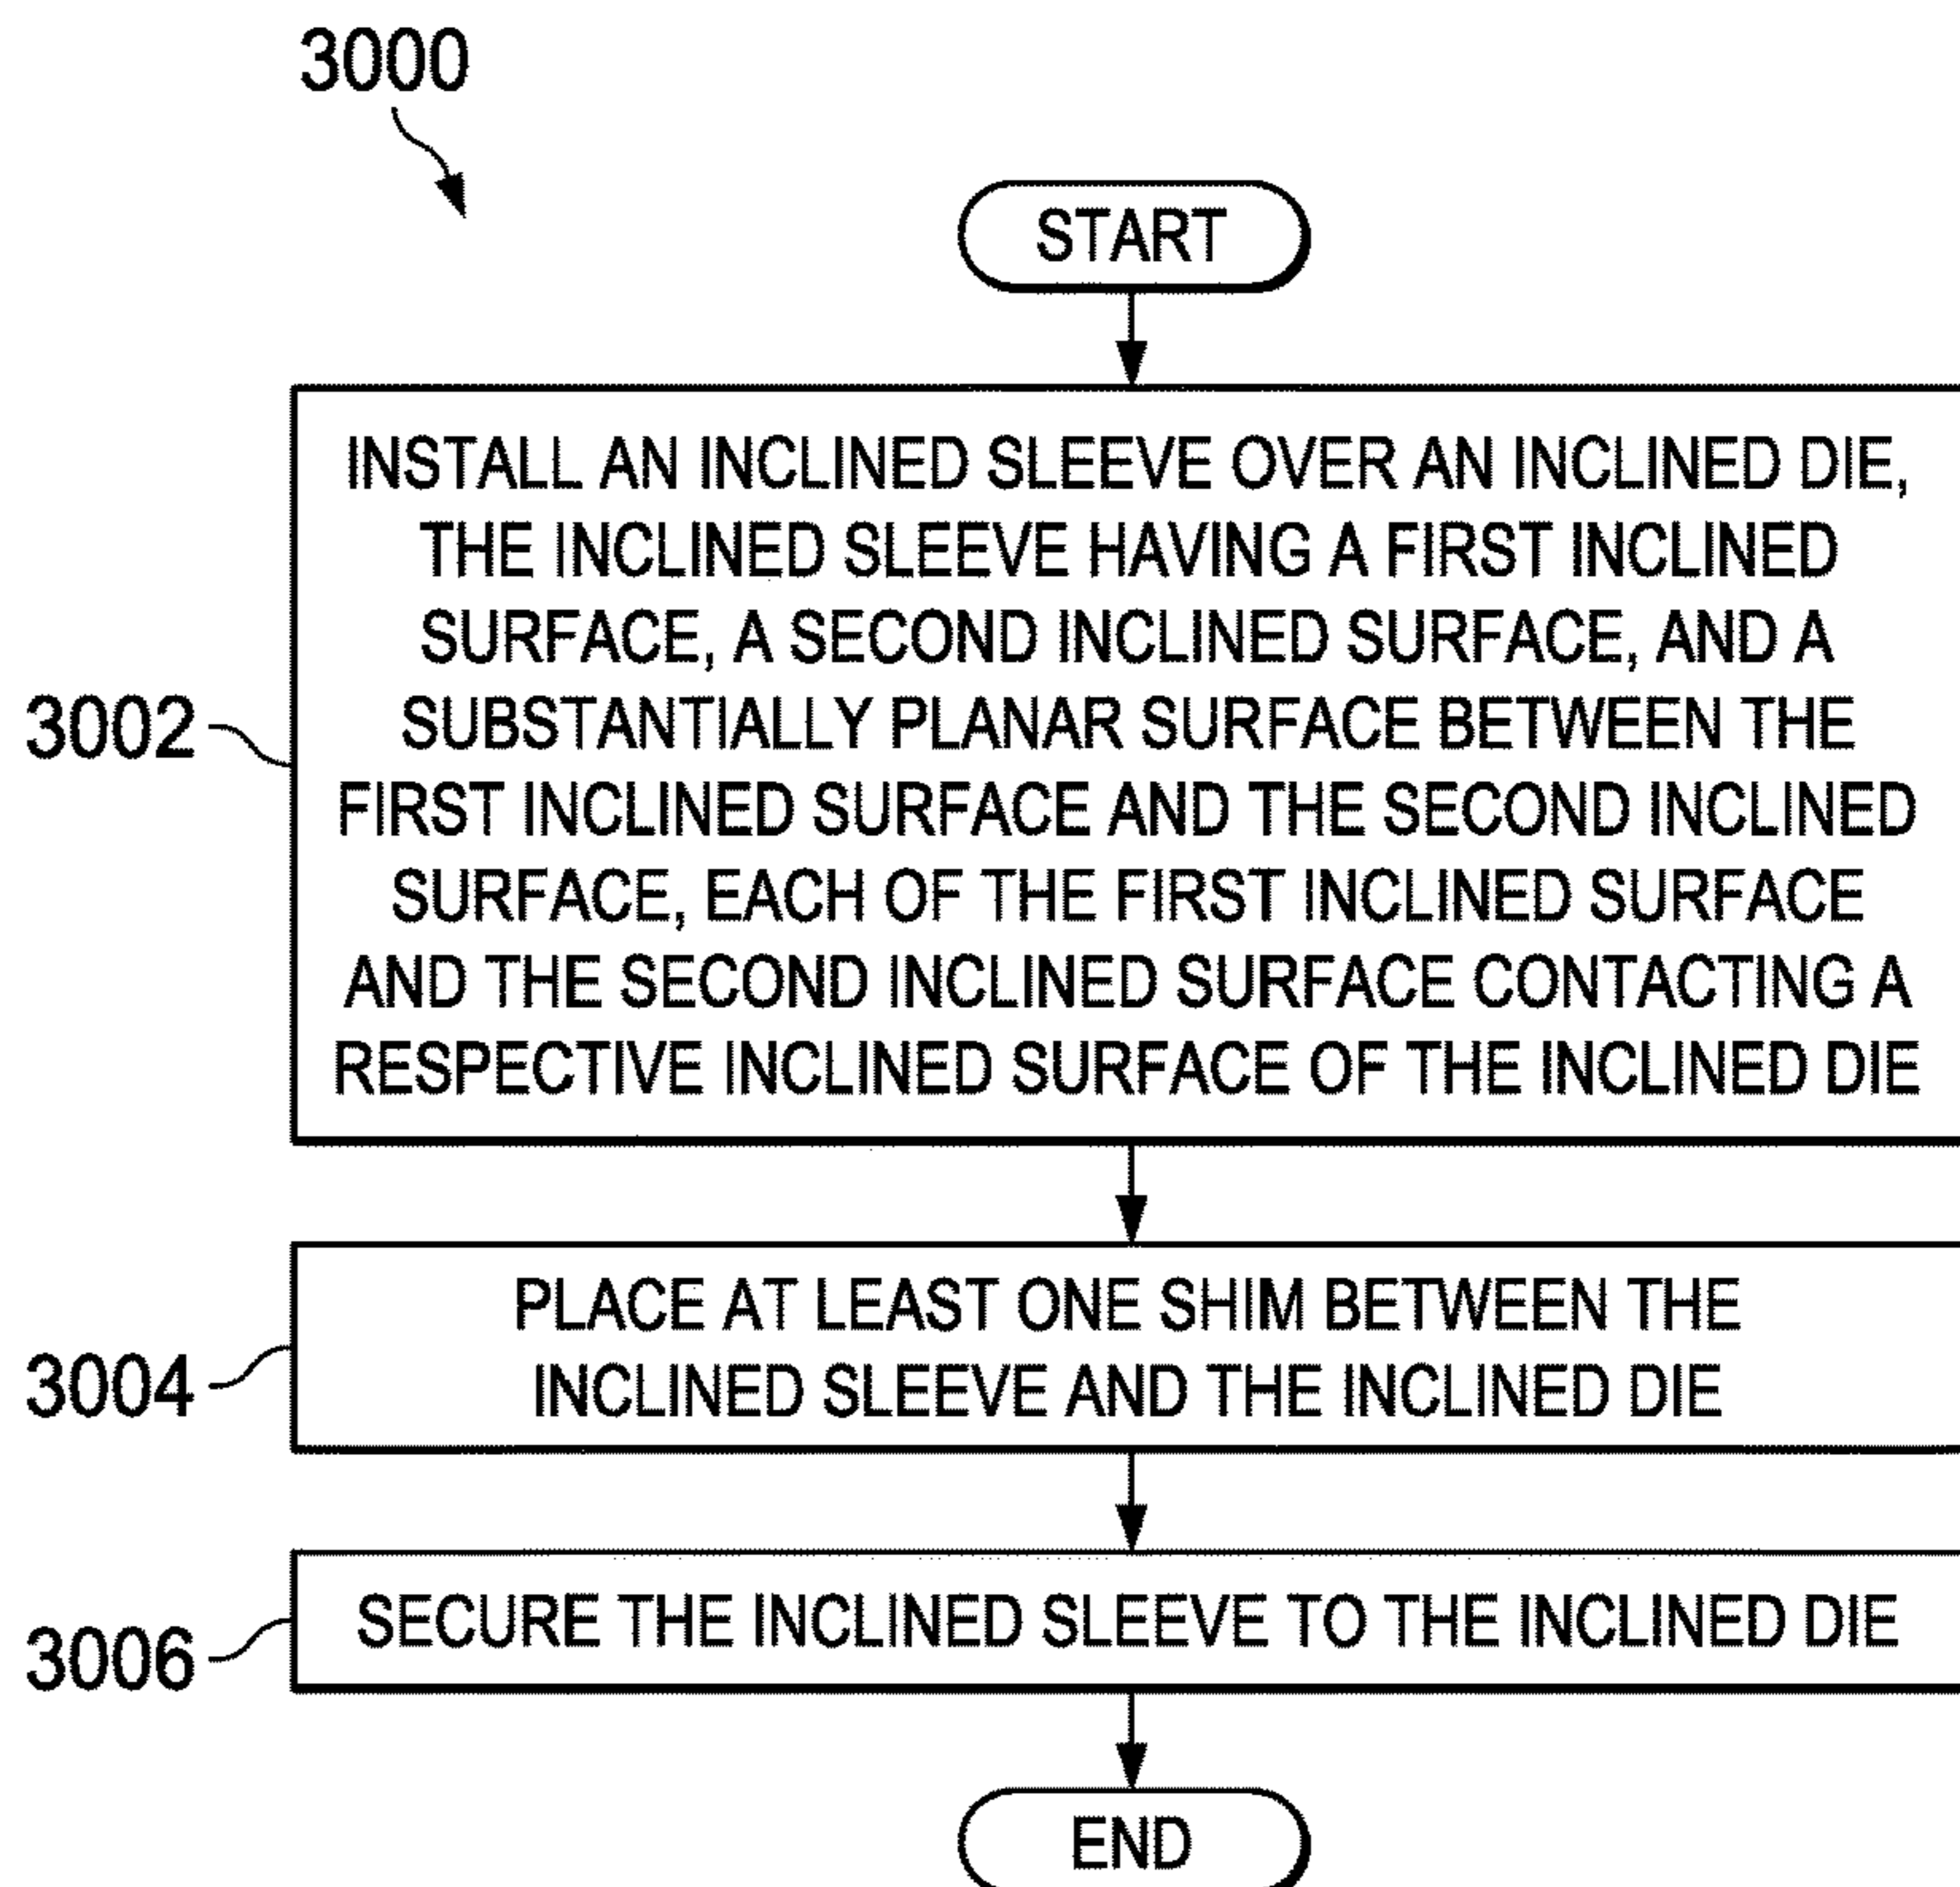 3000
START
INSTALL AN INCLINED SLEEVE OVER AN INCLINED DIE,
THE INCLINED SLEEVE HAVING A FIRST INCLINED
SURFACE, A SECOND INCLINED SURFACE, AND A
SUBSTANTIALLY PLANAR SURFACE BETWEEN THE
FIRST INCLINED SURFACE AND THE SECOND INCLINED
SURFACE, EACH OF THE FIRST INCLINED SURFACE
AND THE SECOND INCLINED SURFACE CONTACTING A
RESPECTIVE INCLINED SURFACE OF THE INCLINED DIE
3002
PLACE AT LEAST ONE SHIM BETWEEN THE
INCLINED SLEEVE AND THE INCLINED DIE
3004
SECURE THE INCLINED SLEEVE TO THE INCLINED DIE
3006
END